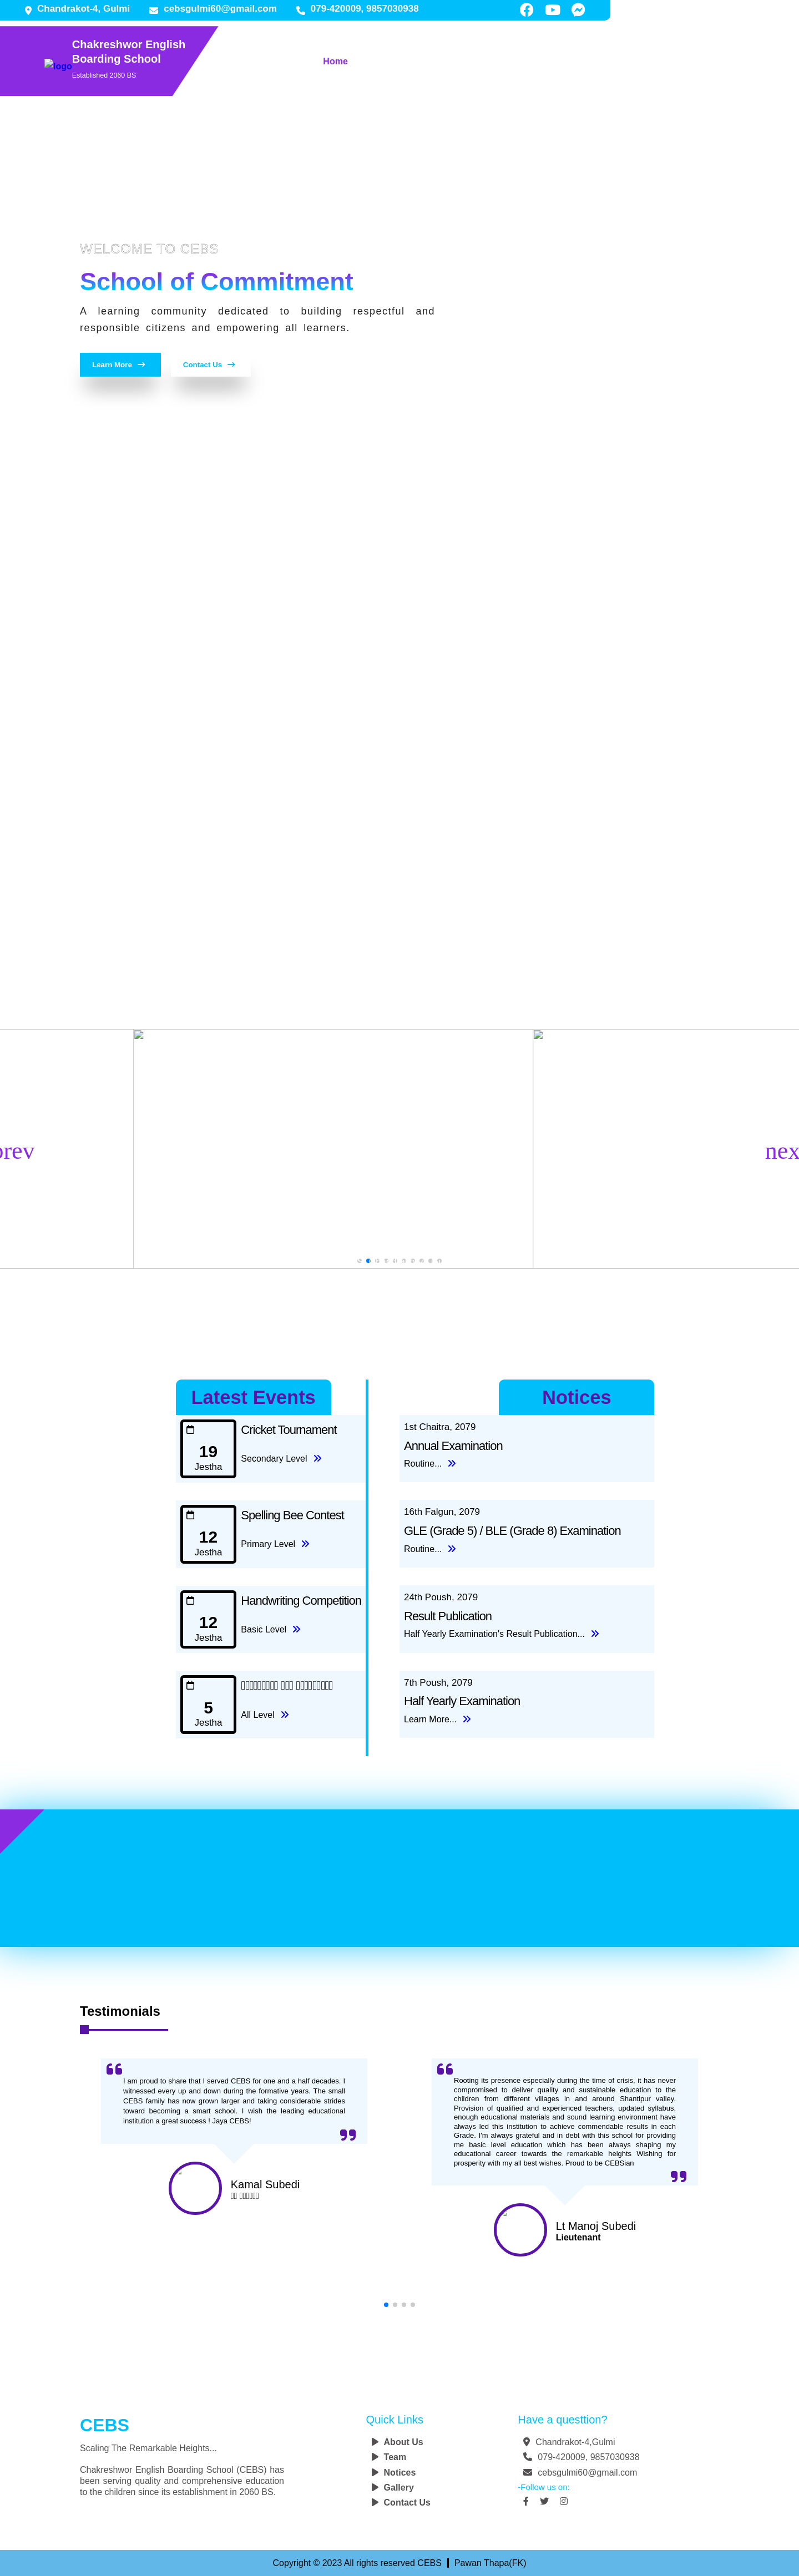 Chandrakot-4, Gulmi cebsgulmi60@gmail.com 079-420009, 9857030938
Chakreshwor English
Boarding School
Established 2060 BS
logo
Home
WELCOME TO CEBS
School of Commitment
A learning community dedicated to building respectful and
responsible citizens and empowering all learners.
Learn More
Contact Us
prev
nex
Latest Events
19
Jestha
Cricket Tournament
Secondary Level
12
Jestha
Spelling Bee Contest
Primary Level
12
Jestha
Handwriting Competition
Basic Level
5
Jestha
All Level
Notices
1st Chaitra, 2079
Annual Examination
Routine...
16th Falgun, 2079
GLE (Grade 5) / BLE (Grade 8) Examination
Routine...
24th Poush, 2079
Result Publication
Half Yearly Examination's Result Publication...
7th Poush, 2079
Half Yearly Examination
Learn More...
Testimonials
I am proud to share that I served CEBS for one and a half decades. I
witnessed every up and down during the formative years. The small
CEBS family has now grown larger and taking considerable strides
toward becoming a smart school. I wish the leading educational
institution a great success ! Jaya CEBS!
Kamal Subedi
Rooting its presence especially during the time of crisis, it has never
compromised to deliver quality and sustainable education to the
children from different villages in and around Shantipur valley.
Provision of qualified and experienced teachers, updated syllabus,
enough educational materials and sound learning environment have
always led this institution to achieve commendable results in each
Grade. I'm always grateful and in debt with this school for providing
me basic level education which has been always shaping my
educational career towards the remarkable heights Wishing for
prosperity with my all best wishes. Proud to be CEBSian
Lt Manoj Subedi
Lieutenant
CEBS
Scaling The Remarkable Heights...
Chakreshwor English Boarding School (CEBS) has
been serving quality and comprehensive education
to the children since its establishment in 2060 BS.
Quick Links
About Us
Team
Notices
Gallery
Contact Us
Have a questtion?
Chandrakot-4,Gulmi
079-420009, 9857030938
cebsgulmi60@gmail.com
-Follow us on:
Copyright © 2023 All rights reserved CEBS | Pawan Thapa(FK)